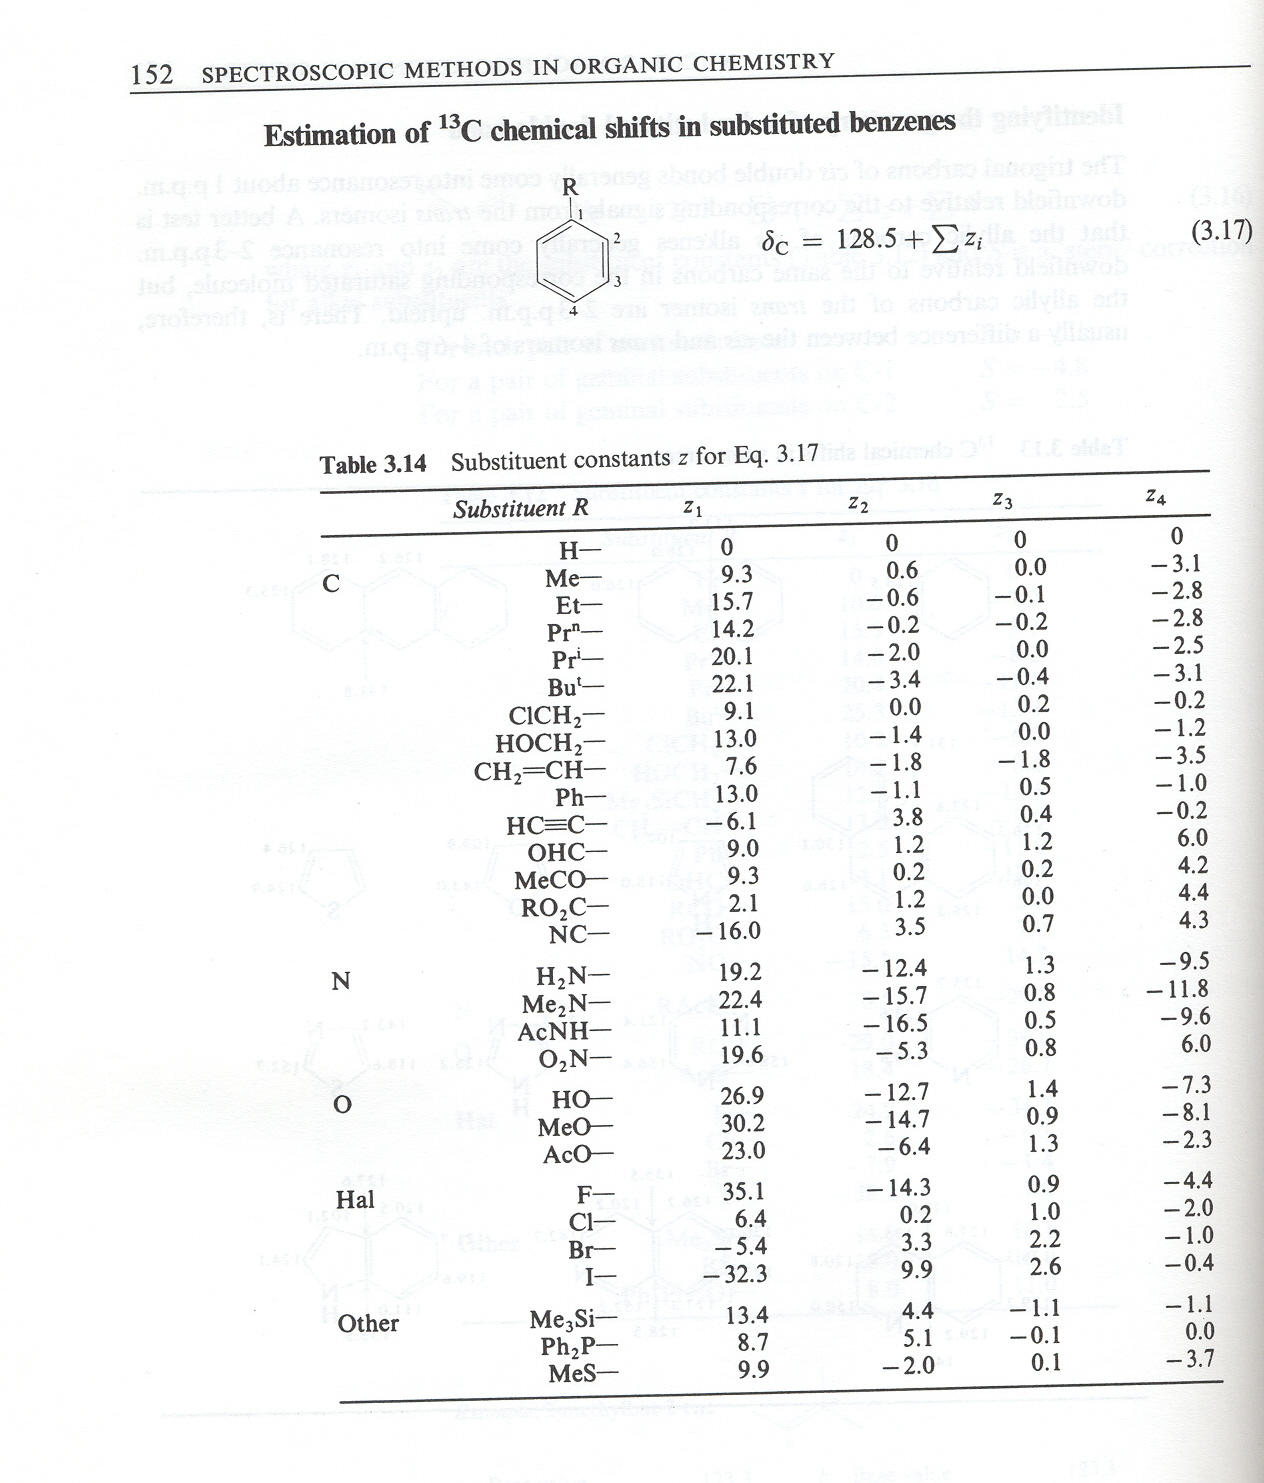 152 SPECTROSCOPIC METHODS IN ORGANIC CHEMISTRY
Estimation of ¹³C chemical shifts in substituted benzenes
R
1
2
3
4
δC = 128.5 + ∑ zᵢ (3.17)
Table 3.14 Substituent constants z for Eq. 3.17
Substituent R z₁ z₂ z₃ z₄
H— 0 0 0 0
C Me— 9.3 0.6 0.0 −3.1
Et— 15.7 −0.6 −0.1 −2.8
Prⁿ— 14.2 −0.2 −0.2 −2.8
Prⁱ— 20.1 −2.0 0.0 −2.5
Buᵗ— 22.1 −3.4 −0.4 −3.1
ClCH₂— 9.1 0.0 0.2 −0.2
HOCH₂— 13.0 −1.4 0.0 −1.2
CH₂=CH— 7.6 −1.8 −1.8 −3.5
Ph— 13.0 −1.1 0.5 −1.0
HC≡C— −6.1 3.8 0.4 −0.2
OHC— 9.0 1.2 1.2 6.0
MeCO— 9.3 0.2 0.2 4.2
RO₂C— 2.1 1.2 0.0 4.4
NC— −16.0 3.5 0.7 4.3
N H₂N— 19.2 −12.4 1.3 −9.5
Me₂N— 22.4 −15.7 0.8 −11.8
AcNH— 11.1 −16.5 0.5 −9.6
O₂N— 19.6 −5.3 0.8 6.0
O HO— 26.9 −12.7 1.4 −7.3
MeO— 30.2 −14.7 0.9 −8.1
AcO— 23.0 −6.4 1.3 −2.3
Hal F— 35.1 −14.3 0.9 −4.4
Cl— 6.4 0.2 1.0 −2.0
Br— −5.4 3.3 2.2 −1.0
I— −32.3 9.9 2.6 −0.4
Other Me₃Si— 13.4 4.4 −1.1 −1.1
Ph₂P— 8.7 5.1 −0.1 0.0
MeS— 9.9 −2.0 0.1 −3.7